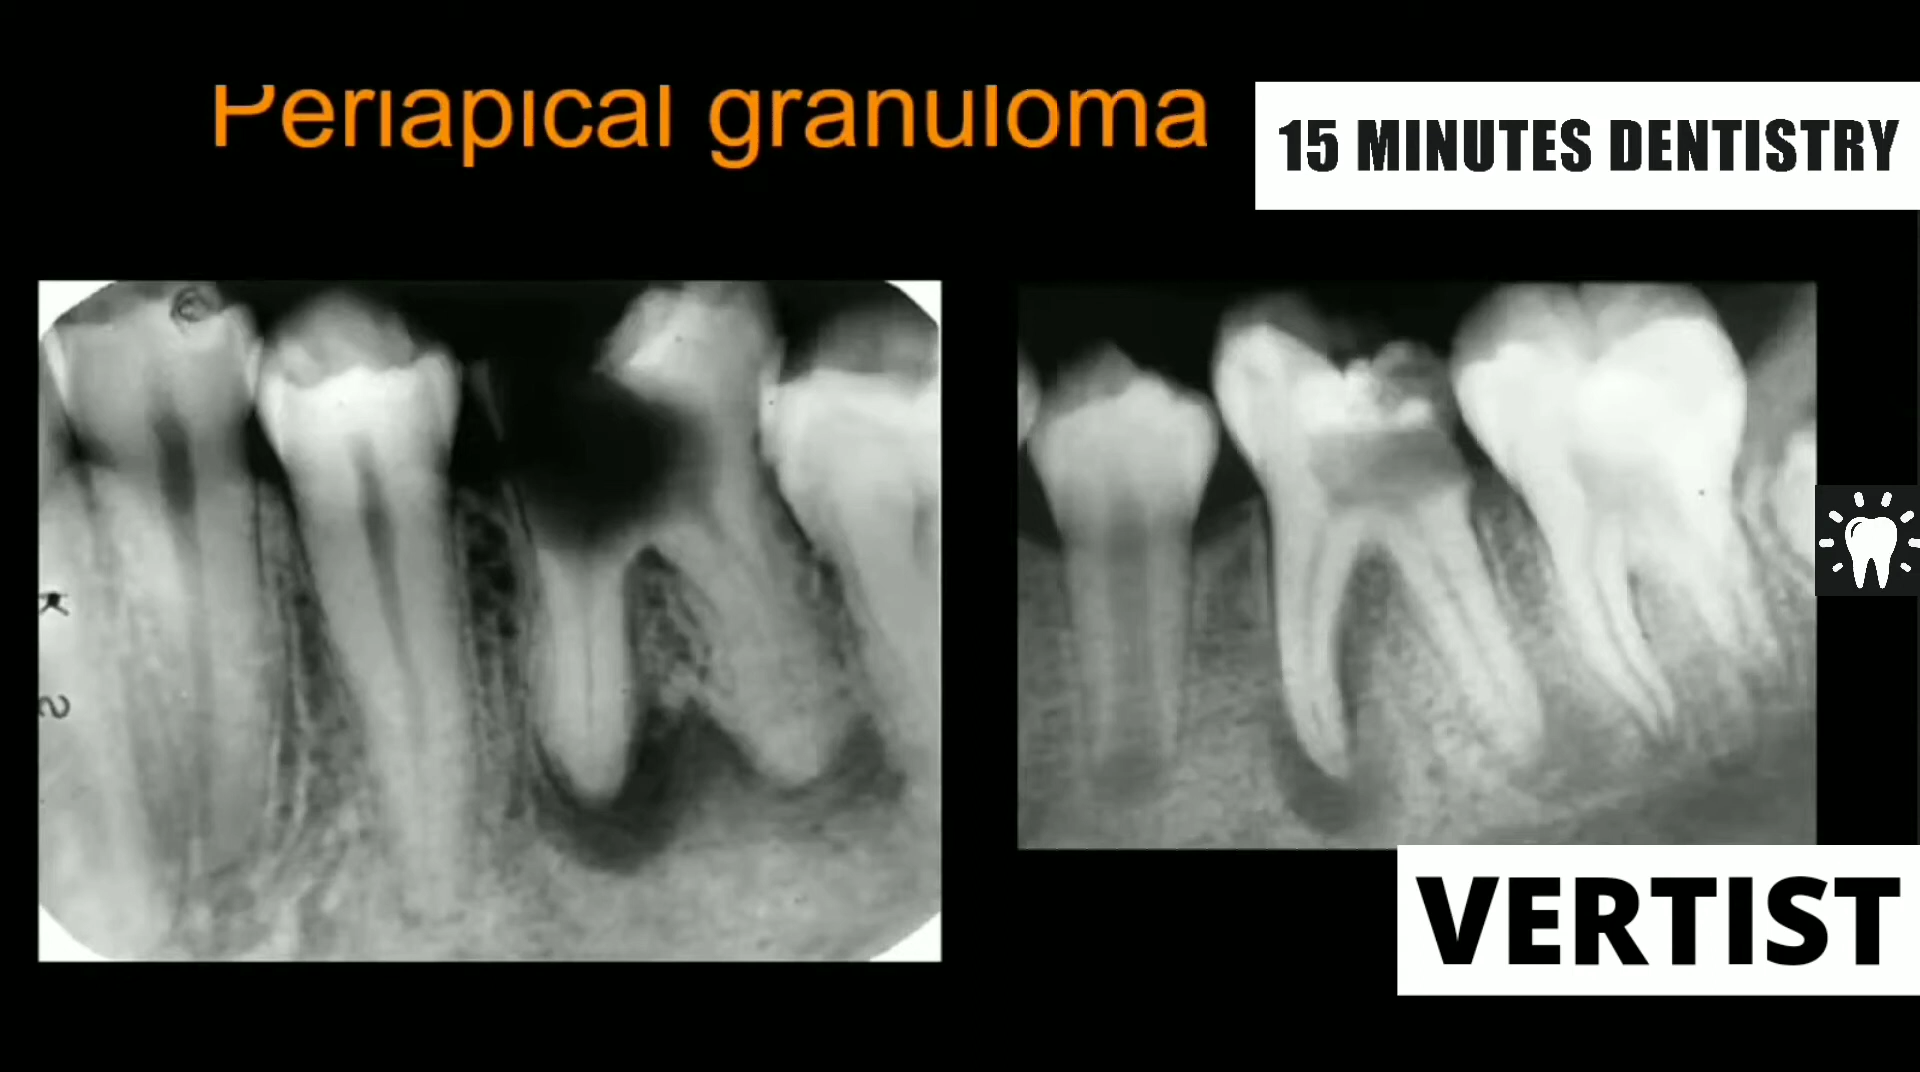 Periapical granuloma
15 MINUTES DENTISTRY
K
S
VERTIST